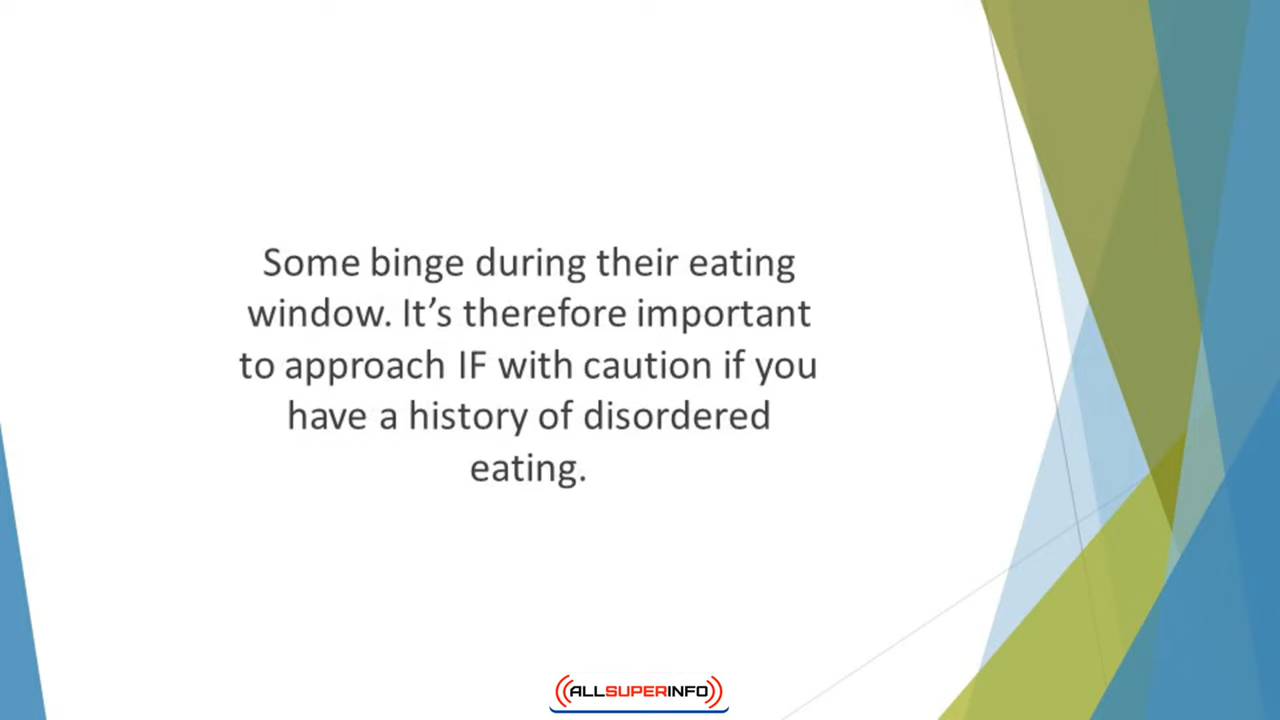 Some binge during their eating
window. It’s therefore important
to approach IF with caution if you
have a history of disordered
eating.
ALLSUPERINFO